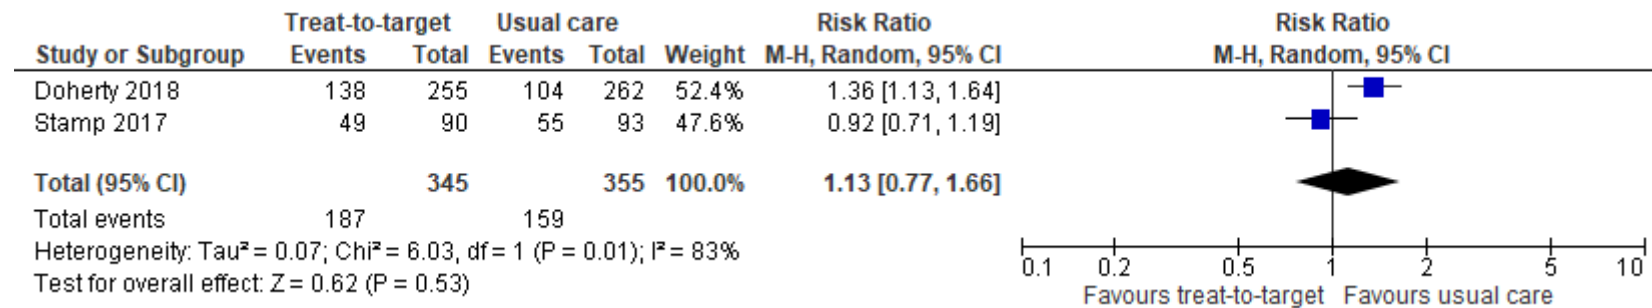 Treat-to-target Usual care Risk Ratio Risk Ratio
Study or Subgroup Events Total Events Total Weight M-H, Random, 95% CI M-H, Random, 95% CI
Doherty 2018 138 255 104 262 52.4% 1.36 [1.13, 1.64]
Stamp 2017 49 90 55 93 47.6% 0.92 [0.71, 1.19]
Total (95% CI) 345 355 100.0% 1.13 [0.77, 1.66]
Total events 187 159
Heterogeneity: Tau² = 0.07; Chi² = 6.03, df = 1 (P = 0.01); I² = 83%
Test for overall effect: Z = 0.62 (P = 0.53)
0.1 0.2 0.5 1 2 5 10
Favours treat-to-target Favours usual care